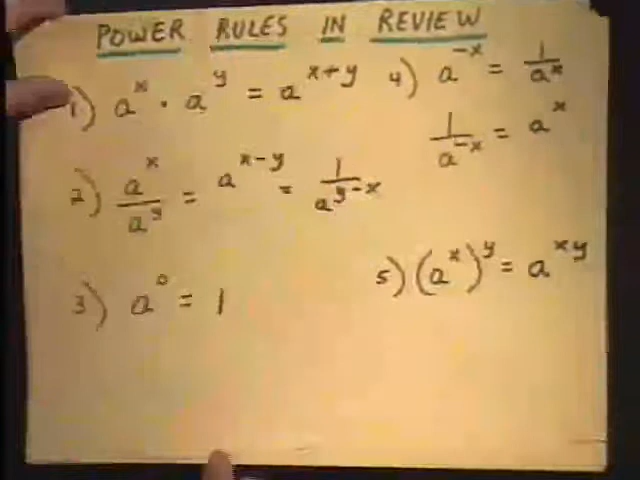 POWER RULES IN REVIEW
1) a^x · a^y = a^(x+y)
2) a^x / a^y = a^(x-y) = 1 / a^(y-x)
3) a^0 = 1
4) a^(-x) = 1 / a^x
1 / a^(-x) = a^x
5) (a^x)^y = a^(xy)